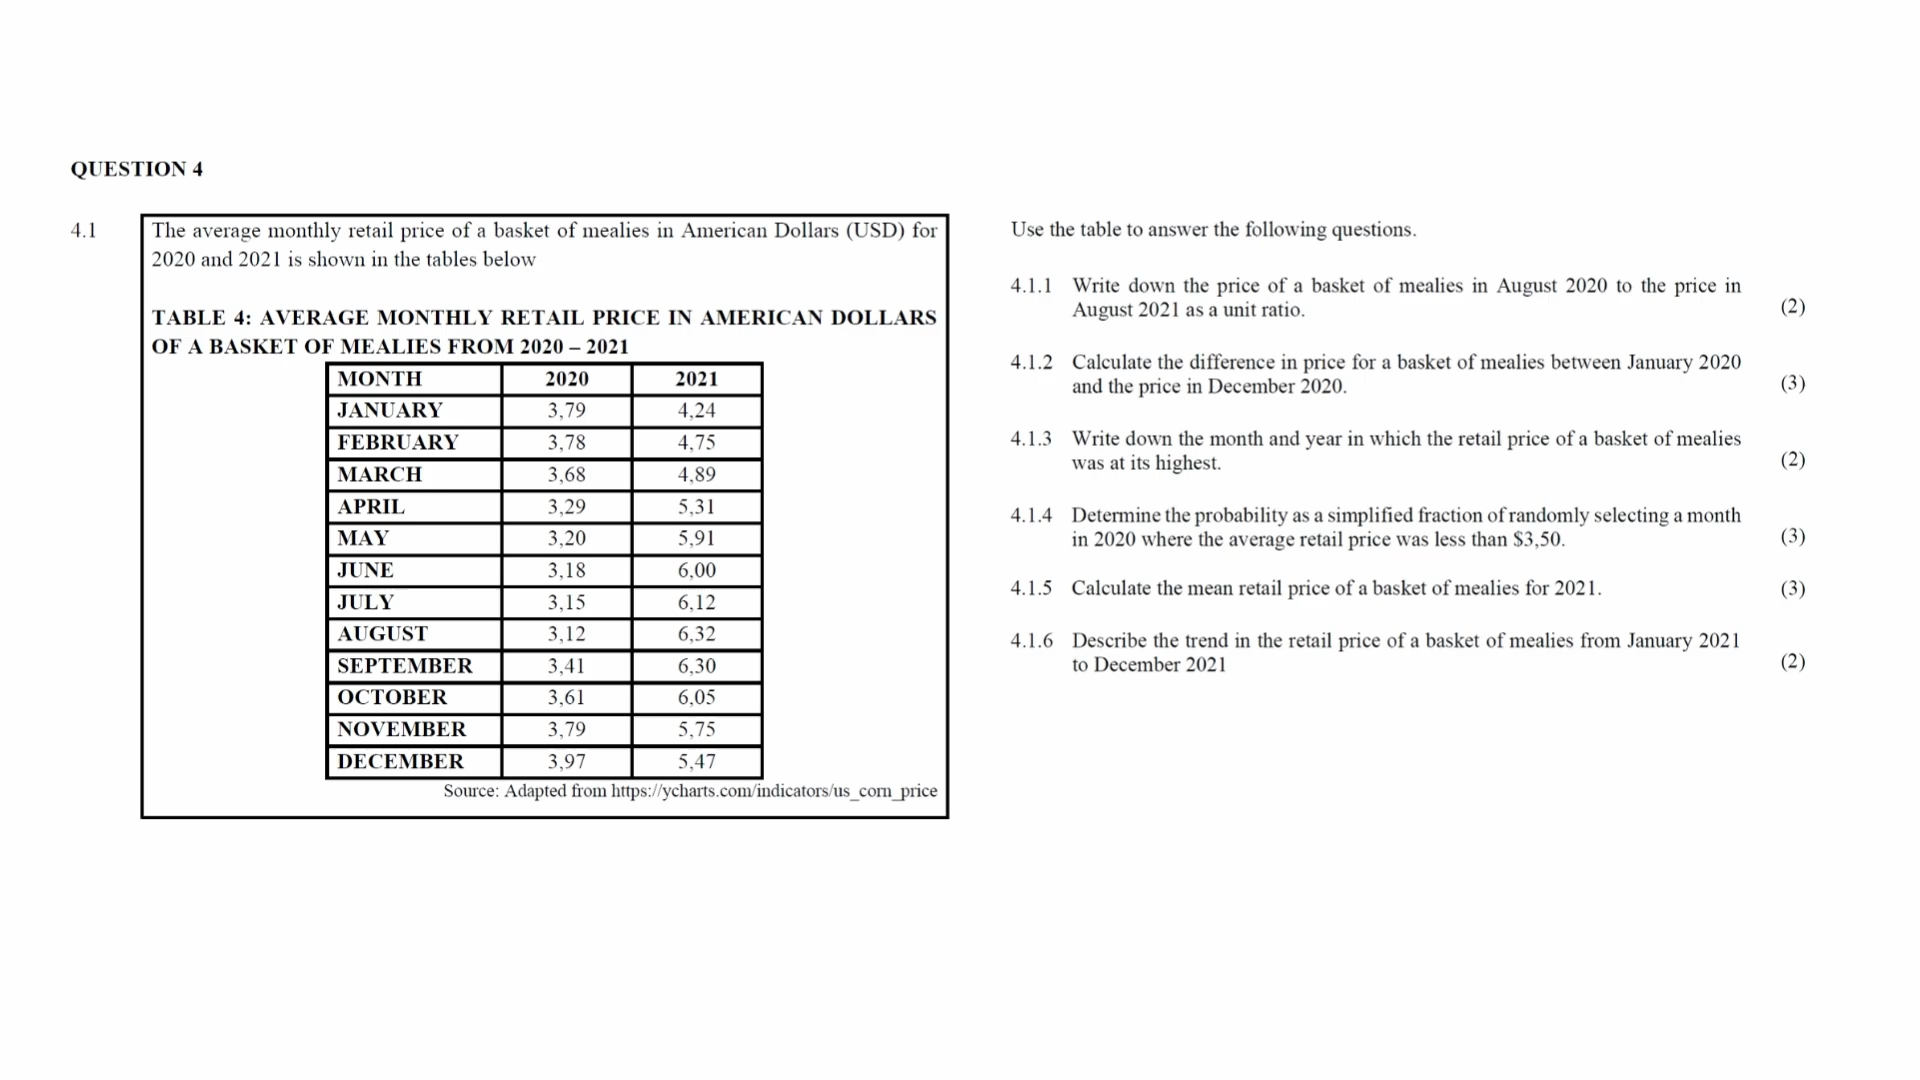 QUESTION 4
4.1
The average monthly retail price of a basket of mealies in American Dollars (USD) for
2020 and 2021 is shown in the tables below
TABLE 4: AVERAGE MONTHLY RETAIL PRICE IN AMERICAN DOLLARS
OF A BASKET OF MEALIES FROM 2020 – 2021
MONTH 2020 2021
JANUARY 3,79 4,24
FEBRUARY 3,78 4,75
MARCH 3,68 4,89
APRIL 3,29 5,31
MAY 3,20 5,91
JUNE 3,18 6,00
JULY 3,15 6,12
AUGUST 3,12 6,32
SEPTEMBER 3,41 6,30
OCTOBER 3,61 6,05
NOVEMBER 3,79 5,75
DECEMBER 3,97 5,47
Source: Adapted from https://ycharts.com/indicators/us_corn_price
Use the table to answer the following questions.
4.1.1 Write down the price of a basket of mealies in August 2020 to the price in
August 2021 as a unit ratio. (2)
4.1.2 Calculate the difference in price for a basket of mealies between January 2020
and the price in December 2020. (3)
4.1.3 Write down the month and year in which the retail price of a basket of mealies
was at its highest. (2)
4.1.4 Determine the probability as a simplified fraction of randomly selecting a month
in 2020 where the average retail price was less than $3,50. (3)
4.1.5 Calculate the mean retail price of a basket of mealies for 2021. (3)
4.1.6 Describe the trend in the retail price of a basket of mealies from January 2021
to December 2021 (2)